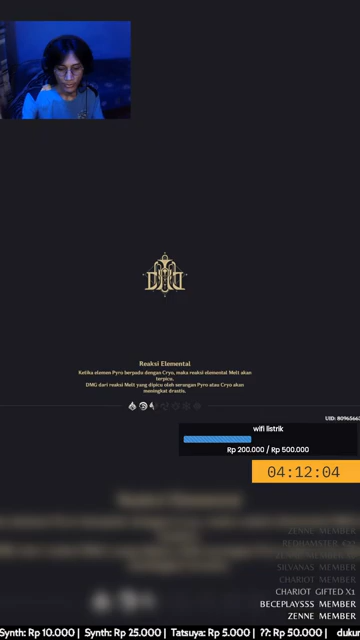 Reaksi Elemental
Ketika elemen Pyro berpadu dengan Cryo, maka reaksi elemental Melt akan
terpicu.
DMG dari reaksi Melt yang dipicu oleh serangan Pyro atau Cryo akan
meningkat drastis.
wifi listrik
Rp 200.000 / Rp 500.000
04:12:04
ZENNE MEMBER
SILVANAS MEMBER
CHARIOT MEMBER
CHARIOT GIFTED X1
BECEPLAYSSS MEMBER
ZENNE MEMBER
Synth: Rp 10.000 | Synth: Rp 25.000 | Tatsuya: Rp 5.000 | ??: Rp 50.000 |